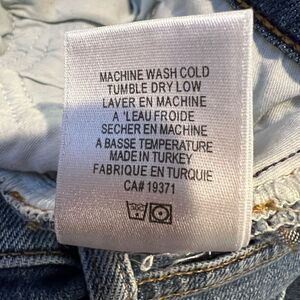 MACHINE WASH COLD
TUMBLE DRY LOW
LAVER EN MACHINE
A 'LEAU FROIDE
SECHER EN MACHINE
A BASSE TEMPERATURE
MADE IN TURKEY
FABRIQUE EN TURQUIE
CA# 19371